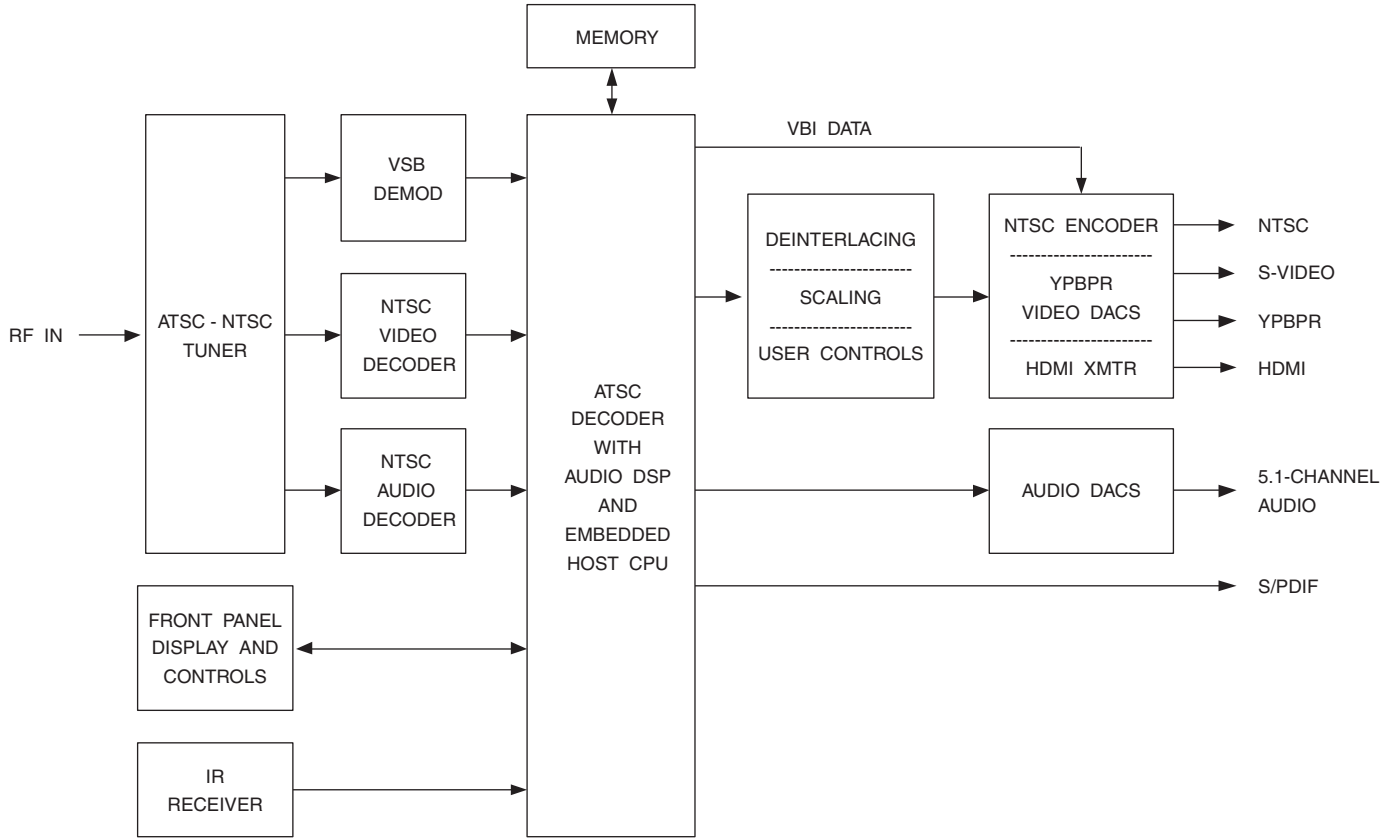 MEMORY
VBI DATA
VSB
DEMOD
DEINTERLACING
SCALING
USER CONTROLS
NTSC ENCODER
YPBPR
VIDEO DACS
HDMI XMTR
NTSC
S-VIDEO
YPBPR
HDMI
RF IN
ATSC - NTSC
TUNER
NTSC
VIDEO
DECODER
ATSC
DECODER
WITH
AUDIO DSP
AND
EMBEDDED
HOST CPU
NTSC
AUDIO
DECODER
AUDIO DACS
5.1-CHANNEL
AUDIO
S/PDIF
FRONT PANEL
DISPLAY AND
CONTROLS
IR
RECEIVER